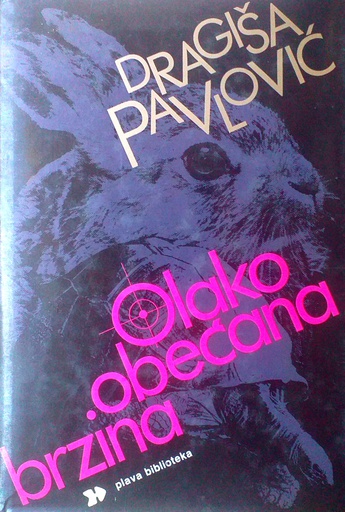 DRAGIŠA
PAVLOVIĆ
Olako
obećana
brzina
plava biblioteka